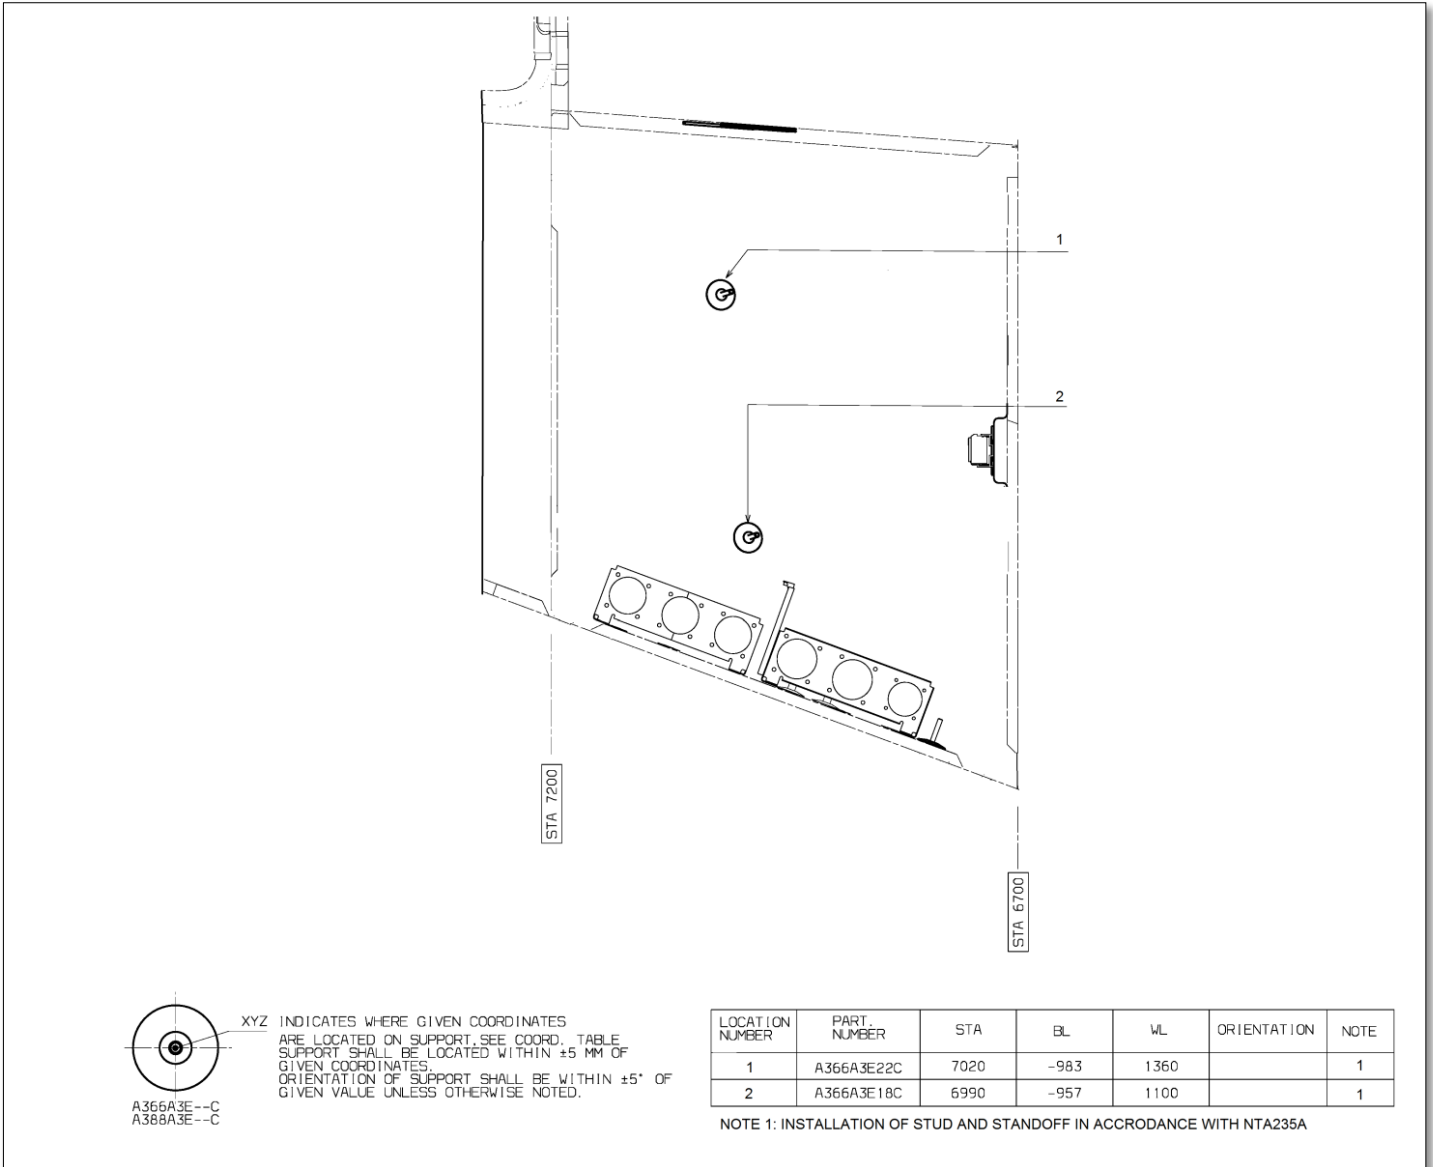 1
2
STA 7200
STA 6700
XYZ INDICATES WHERE GIVEN COORDINATES
ARE LOCATED ON SUPPORT,SEE COORD. TABLE
SUPPORT SHALL BE LOCATED WITHIN ±5 MM OF
GIVEN COORDINATES.
ORIENTATION OF SUPPORT SHALL BE WITHIN ±5° OF
GIVEN VALUE UNLESS OTHERWISE NOTED.
A366A3E--C
A388A3E--C
LOCATION NUMBER PART. NUMBER STA BL WL ORIENTATION NOTE
1 A366A3E22C 7020 -983 1360 1
2 A366A3E18C 6990 -957 1100 1
NOTE 1: INSTALLATION OF STUD AND STANDOFF IN ACCRODANCE WITH NTA235A